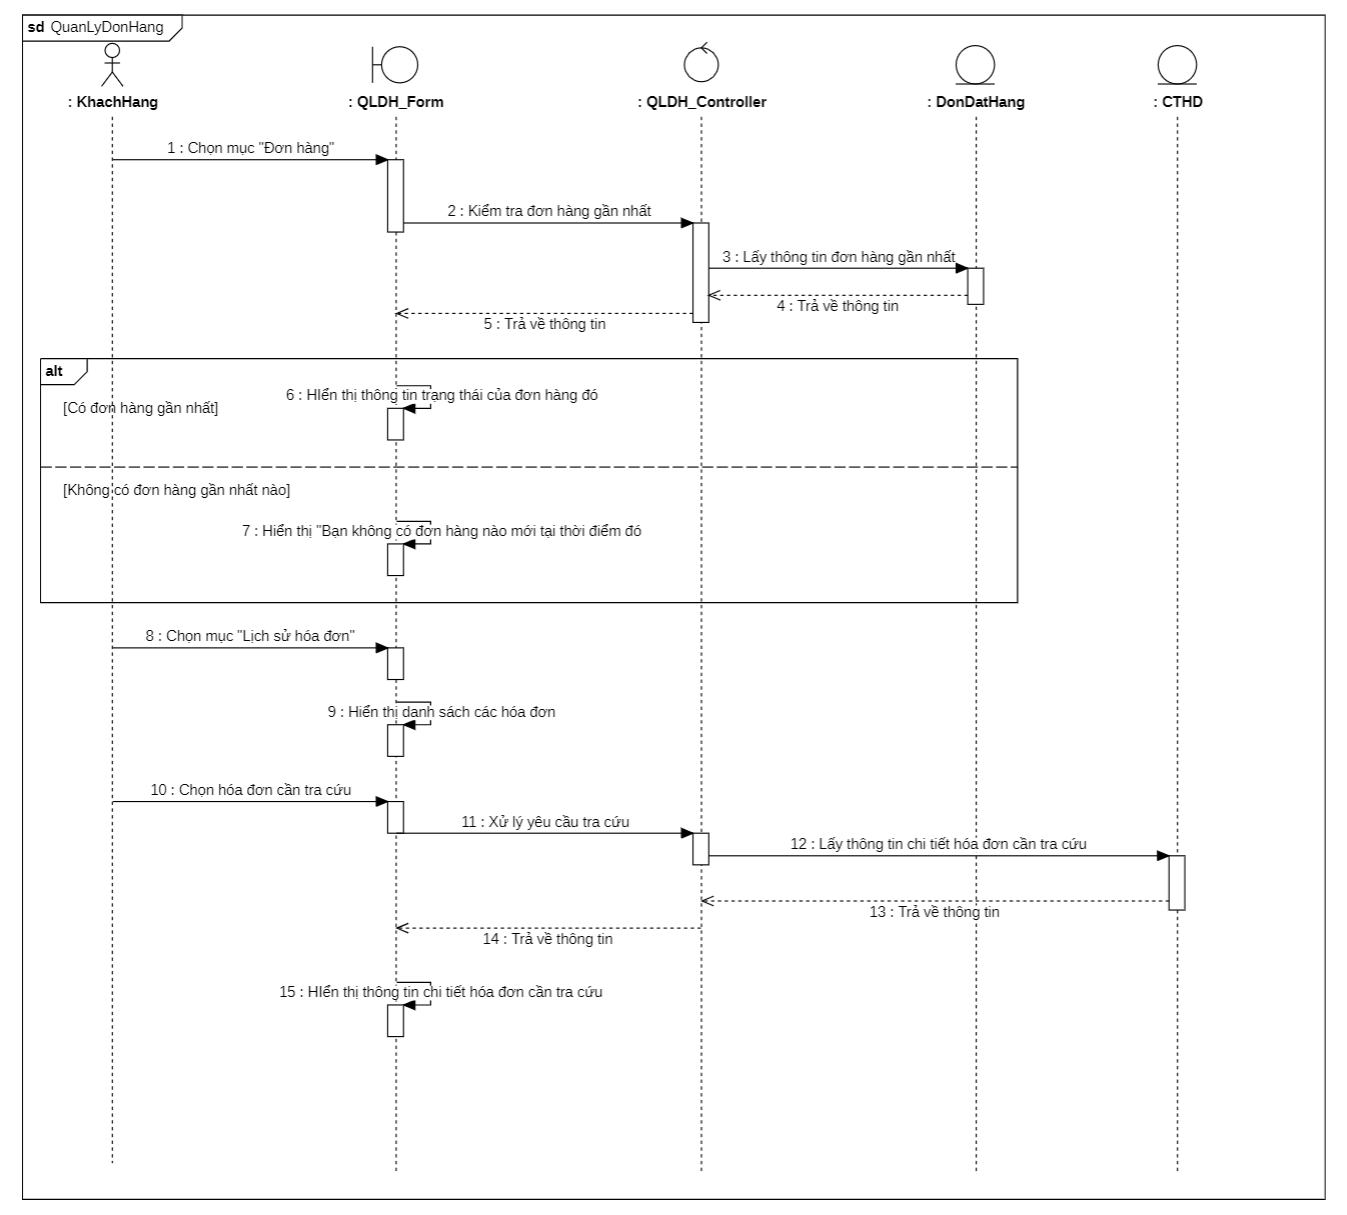 sd QuanLyDonHang
: KhachHang
: QLDH_Form
: QLDH_Controller
: DonDatHang
: CTHD
1 : Chọn mục "Đơn hàng"
2 : Kiểm tra đơn hàng gần nhất
3 : Lấy thông tin đơn hàng gần nhất
4 : Trả về thông tin
5 : Trả về thông tin
alt
6 : HIển thị thông tin trạng thái của đơn hàng đó
[Có đơn hàng gần nhất]
[Không có đơn hàng gần nhất nào]
7 : Hiển thị "Bạn không có đơn hàng nào mới tại thời điểm đó
8 : Chọn mục "Lịch sử hóa đơn"
9 : Hiển thị danh sách các hóa đơn
10 : Chọn hóa đơn cần tra cứu
11 : Xử lý yêu cầu tra cứu
12 : Lấy thông tin chi tiết hóa đơn cần tra cứu
13 : Trả về thông tin
14 : Trả về thông tin
15 : HIển thị thông tin chi tiết hóa đơn cần tra cứu